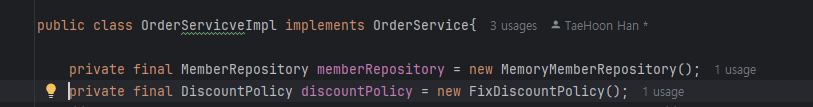 public class OrderServicveImpl implements OrderService{ 3 usages TaeHoon Han *
private final MemberRepository memberRepository = new MemoryMemberRepository(); 1 usage
private final DiscountPolicy discountPolicy = new FixDiscountPolicy(); 1 usage